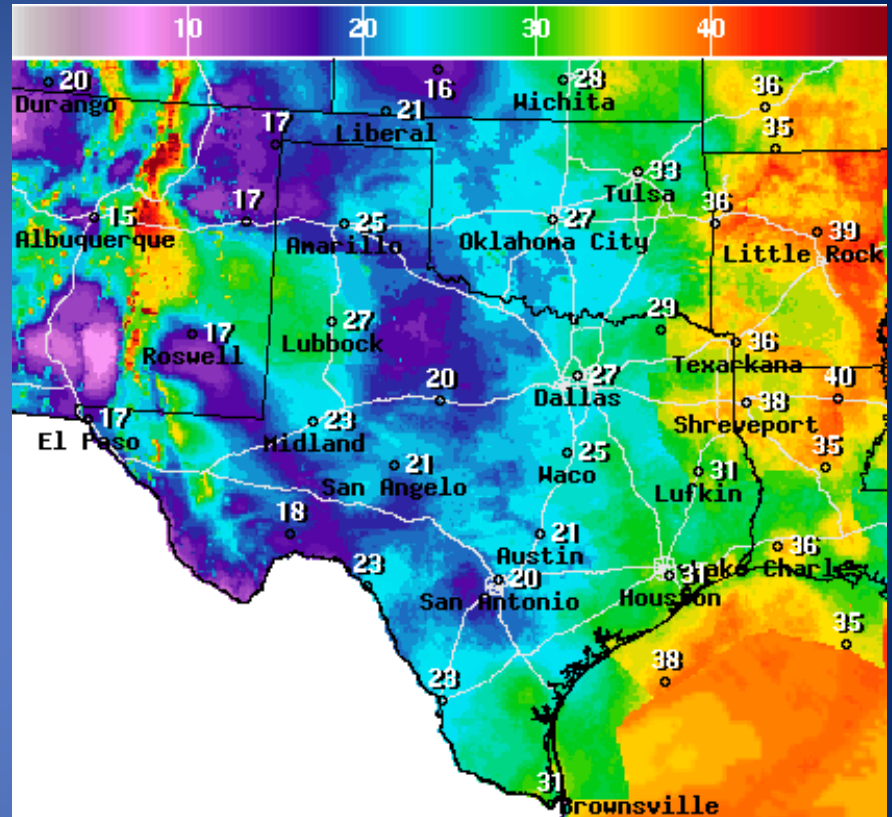 10 20 30 40
20
Durango
16
28
Wichita
36
21
Liberal
17
35
33
Tulsa
15
Albuquerque
17
25
Amarillo
27
Oklahoma City
36
39
Little Rock
17
Roswell
27
Lubbock
29
36
Texarkana
20
27
Dallas
40
38
Shreveport
17
El Paso
23
Midland
21
San Angelo
25
Waco
31
Lufkin
35
18
21
Austin
36
Lake Charles
23
20
San Antonio
31
Houston
35
38
23
31
Brownsville